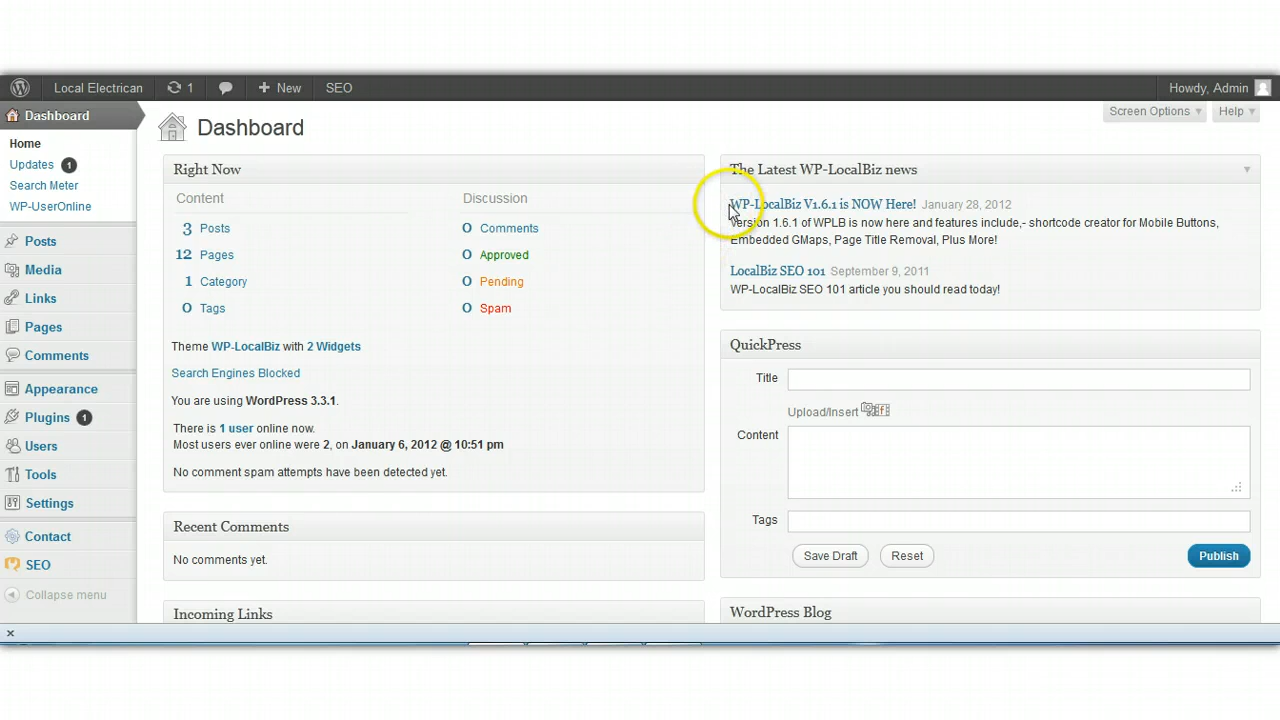 Local Electrican 1 New SEO Howdy, Admin
Screen Options Help
Dashboard
Home
Updates 1
Search Meter
WP-UserOnline
Posts
Media
Links
Pages
Comments
Appearance
Plugins 1
Users
Tools
Settings
Contact
SEO
Collapse menu
Dashboard
Right Now
Content Discussion
3 Posts 0 Comments
12 Pages 0 Approved
1 Category 0 Pending
0 Tags 0 Spam
Theme WP-LocalBiz with 2 Widgets
Search Engines Blocked
You are using WordPress 3.3.1.
There is 1 user online now.
Most users ever online were 2, on January 6, 2012 @ 10:51 pm
No comment spam attempts have been detected yet.
Recent Comments
No comments yet.
Incoming Links
The Latest WP-LocalBiz news
WP-LocalBiz V1.6.1 is NOW Here! January 28, 2012
Version 1.6.1 of WPLB is now here and features include,- shortcode creator for Mobile Buttons,
Embedded GMaps, Page Title Removal, Plus More!
LocalBiz SEO 101 September 9, 2011
WP-LocalBiz SEO 101 article you should read today!
QuickPress
Title
Upload/Insert
Content
Tags
Save Draft Reset Publish
WordPress Blog